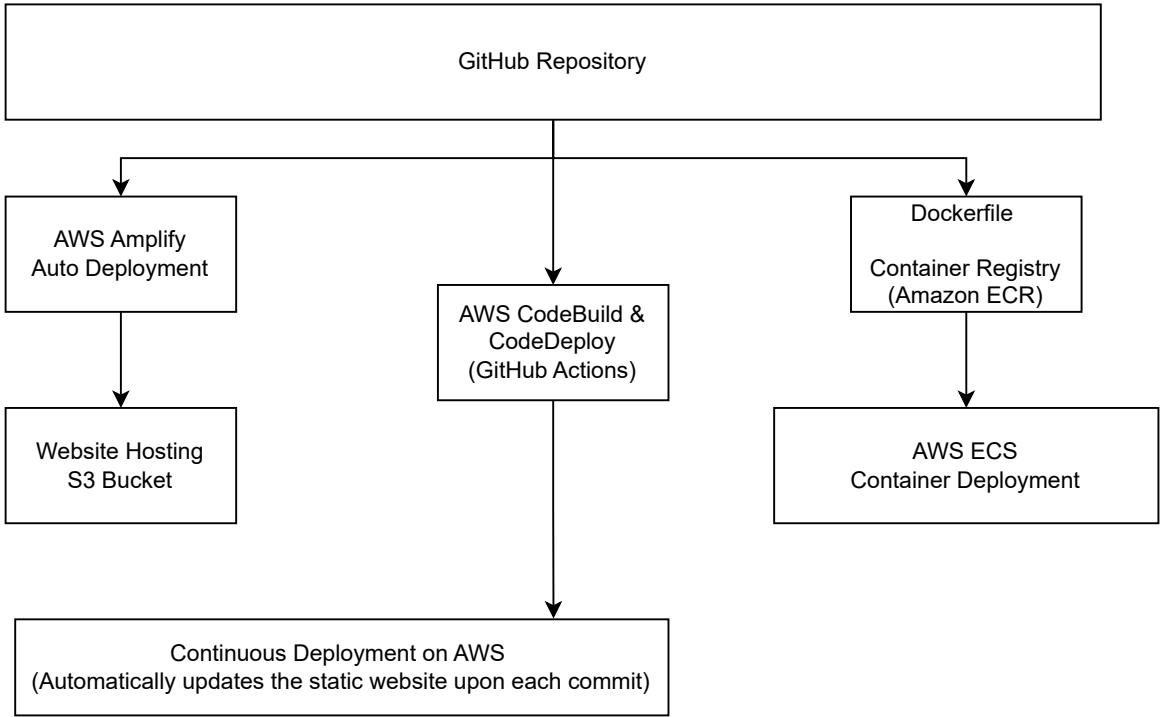 GitHub Repository
AWS Amplify
Auto Deployment
AWS CodeBuild &
CodeDeploy
(GitHub Actions)
Dockerfile
Container Registry
(Amazon ECR)
Website Hosting
S3 Bucket
AWS ECS
Container Deployment
Continuous Deployment on AWS
(Automatically updates the static website upon each commit)